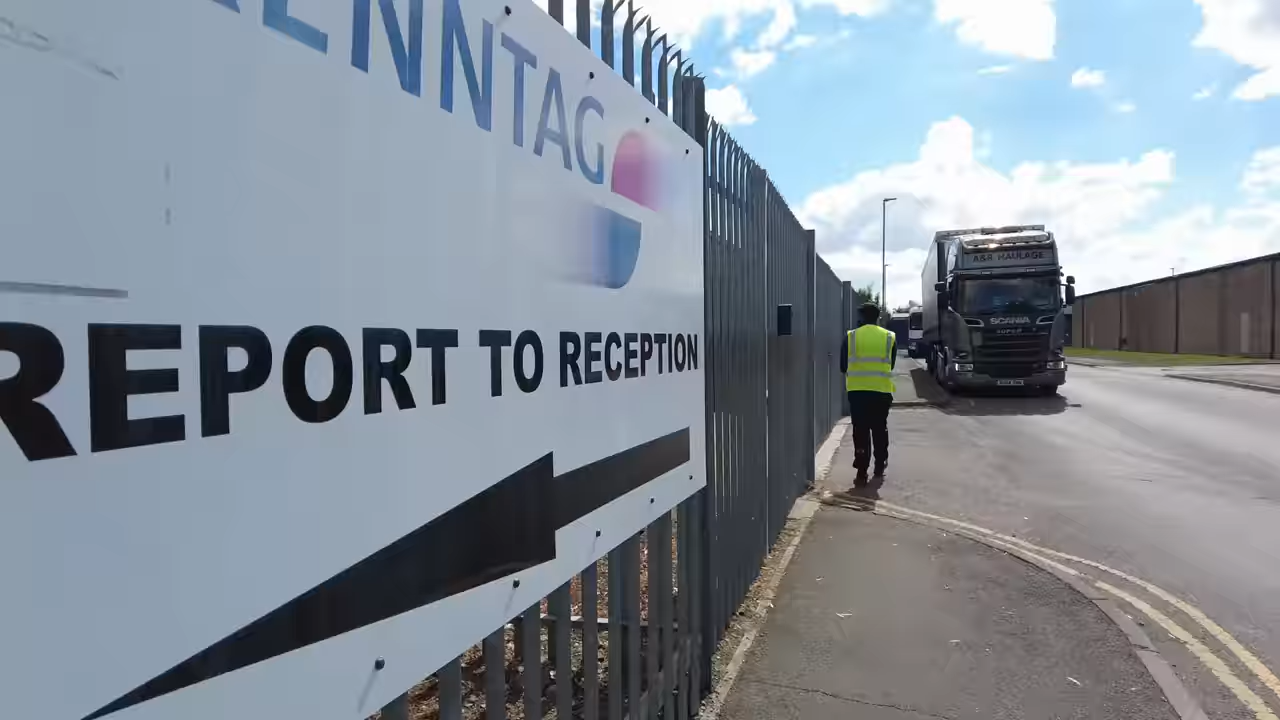 ENNTAG
REPORT TO RECEPTION
A&R HAULAGE
SCANIA
SUPER